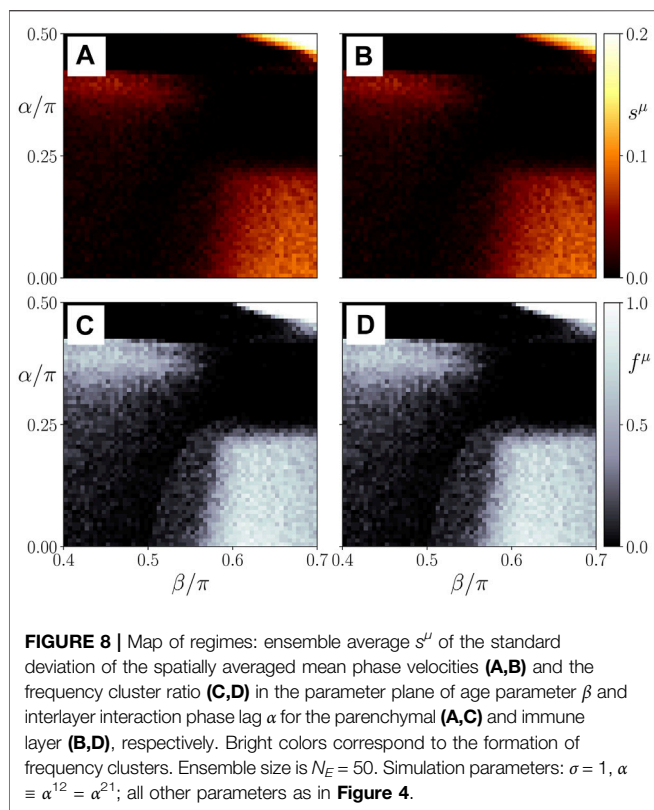 0.50
A
B
0.2
α/π
0.25
s^μ
0.1
0.00
0.0
0.50
C
D
1.0
α/π
0.25
f^μ
0.5
0.00
0.0
0.4 0.5 0.6 0.7 0.4 0.5 0.6 0.7
β/π β/π
FIGURE 8 | Map of regimes: ensemble average s^μ of the standard
deviation of the spatially averaged mean phase velocities (A,B) and the
frequency cluster ratio (C,D) in the parameter plane of age parameter β and
interlayer interaction phase lag α for the parenchymal (A,C) and immune
layer (B,D), respectively. Bright colors correspond to the formation of
frequency clusters. Ensemble size is N_E = 50. Simulation parameters: σ = 1, α
≡ α^12 = α^21; all other parameters as in Figure 4.